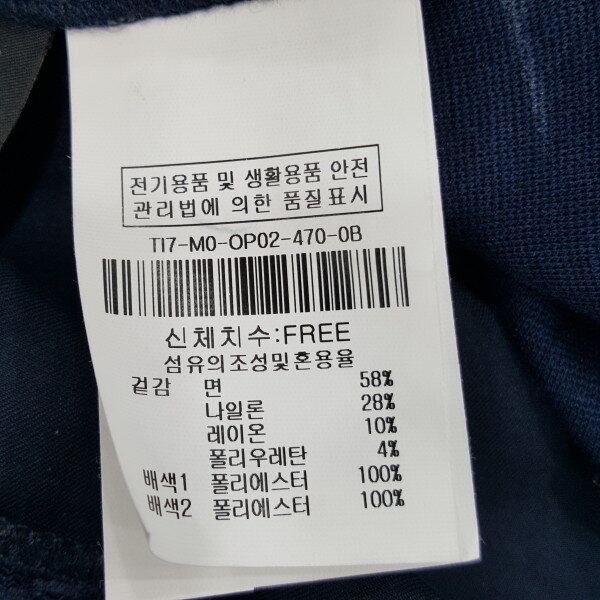 전기용품 및 생활용품 안전
관리법에 의한 품질표시
TI7-MO-OP02-470-0B
신체치수:FREE
섬유의조성및혼용율
겉감 면 58%
나일론 28%
레이온 10%
폴리우레탄 4%
배색1 폴리에스터 100%
배색2 폴리에스터 100%